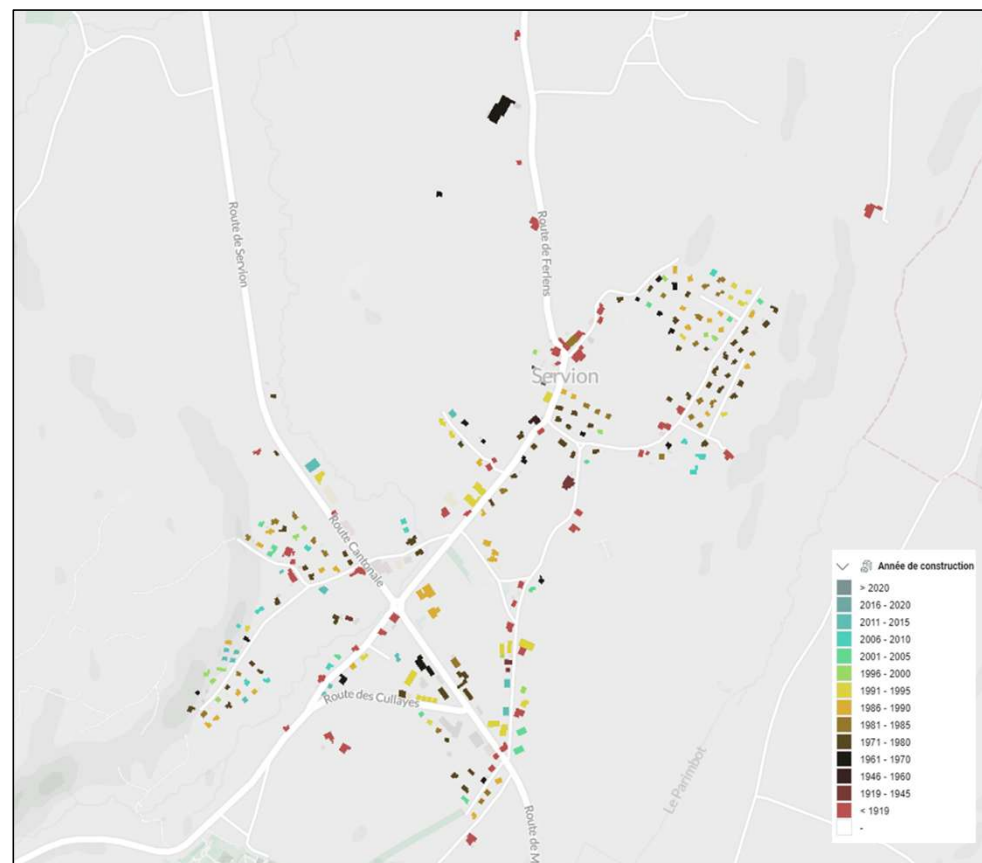 Route de Servion
Route de Ferlens
Servion
Route Cantonale
Route des Cullayes
Route de M
Le Parimbot
Année de construction
> 2020
2016 - 2020
2011 - 2015
2006 - 2010
2001 - 2005
1996 - 2000
1991 - 1995
1986 - 1990
1981 - 1985
1971 - 1980
1961 - 1970
1946 - 1960
1919 - 1945
< 1919
-